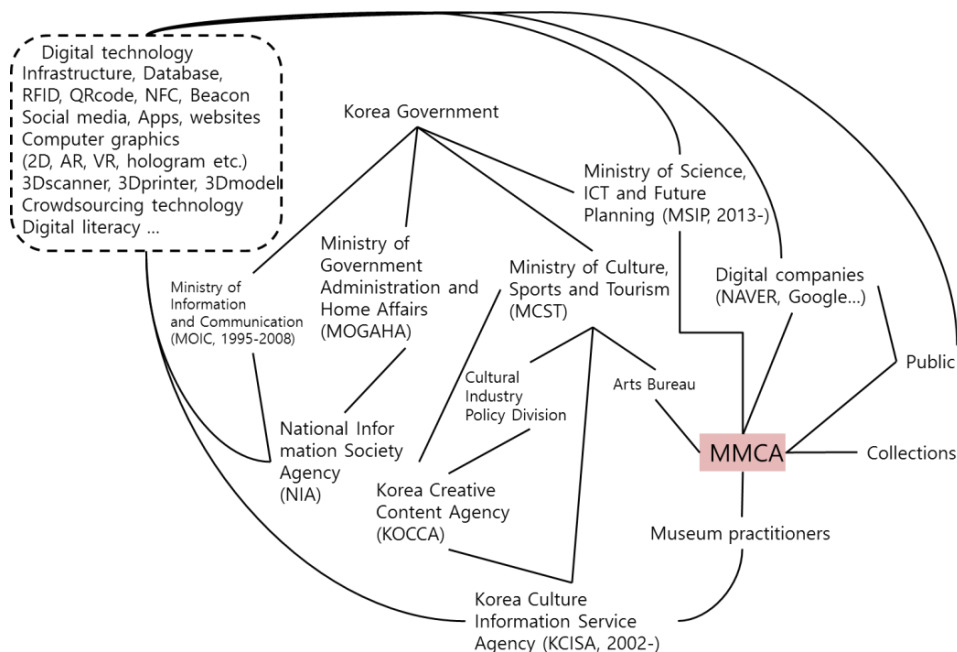 Digital technology
Infrastructure, Database,
RFID, QRcode, NFC, Beacon
Social media, Apps, websites
Computer graphics
(2D, AR, VR, hologram etc.)
3Dscanner, 3Dprinter, 3Dmodel
Crowdsourcing technology
Digital literacy ...
Korea Government
Ministry of Science,
ICT and Future
Planning (MSIP, 2013-)
Ministry of
Government
Administration and
Home Affairs
(MOGAHA)
Ministry of Culture,
Sports and Tourism
(MCST)
Digital companies
(NAVER, Google...)
Ministry of
Information
and Communication
(MOIC, 1995-2008)
Public
Cultural
Industry
Policy Division
Arts Bureau
National Infor
mation Society
Agency
(NIA)
MMCA
Collections
Korea Creative
Content Agency
(KOCCA)
Museum practitioners
Korea Culture
Information Service
Agency (KCISA, 2002-)